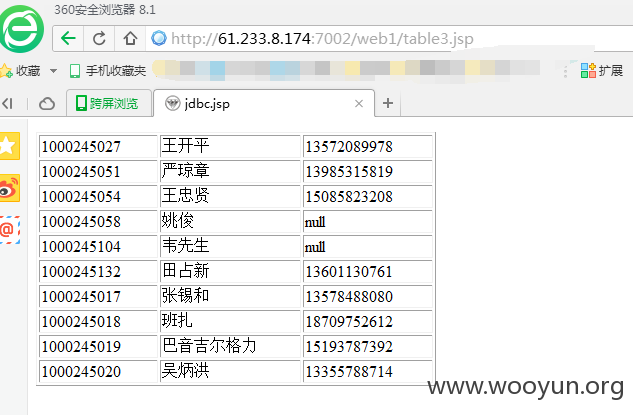 360安全浏览器 8.1
http://61.233.8.174:7002/web1/table3.jsp
收藏 手机收藏夹 扩展
跨屏浏览 jdbc.jsp
1000245027 王开平 13572089978
1000245051 严琼章 13985315819
1000245054 王忠贤 15085823208
1000245058 姚俊 null
1000245104 韦先生 null
1000245132 田占新 13601130761
1000245017 张锡和 13578488080
1000245018 班扎 18709752612
1000245019 巴音吉尔格力 15193787392
1000245020 吴炳洪 13355788714
www.wooyun.org